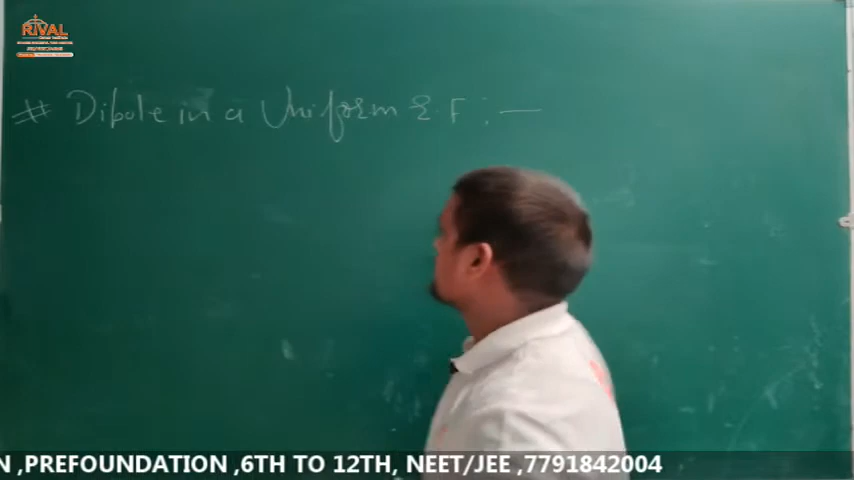 RIVAL
# Dipole in a Uniform E.F :—
N ,PREFOUNDATION ,6TH TO 12TH, NEET/JEE ,7791842004